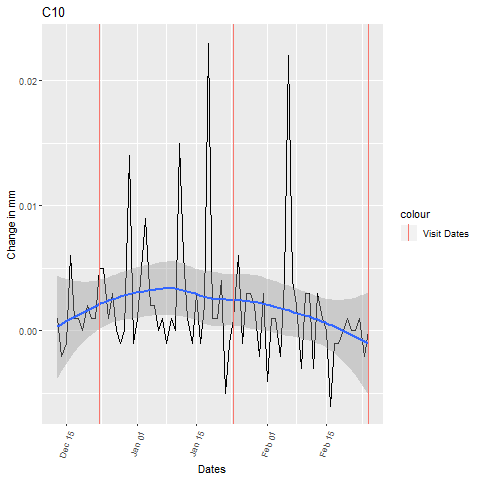 C10
0.02
0.01
0.00
Change in mm
Dec 15
Jan 01
Jan 15
Feb 01
Feb 15
Dates
colour
Visit Dates